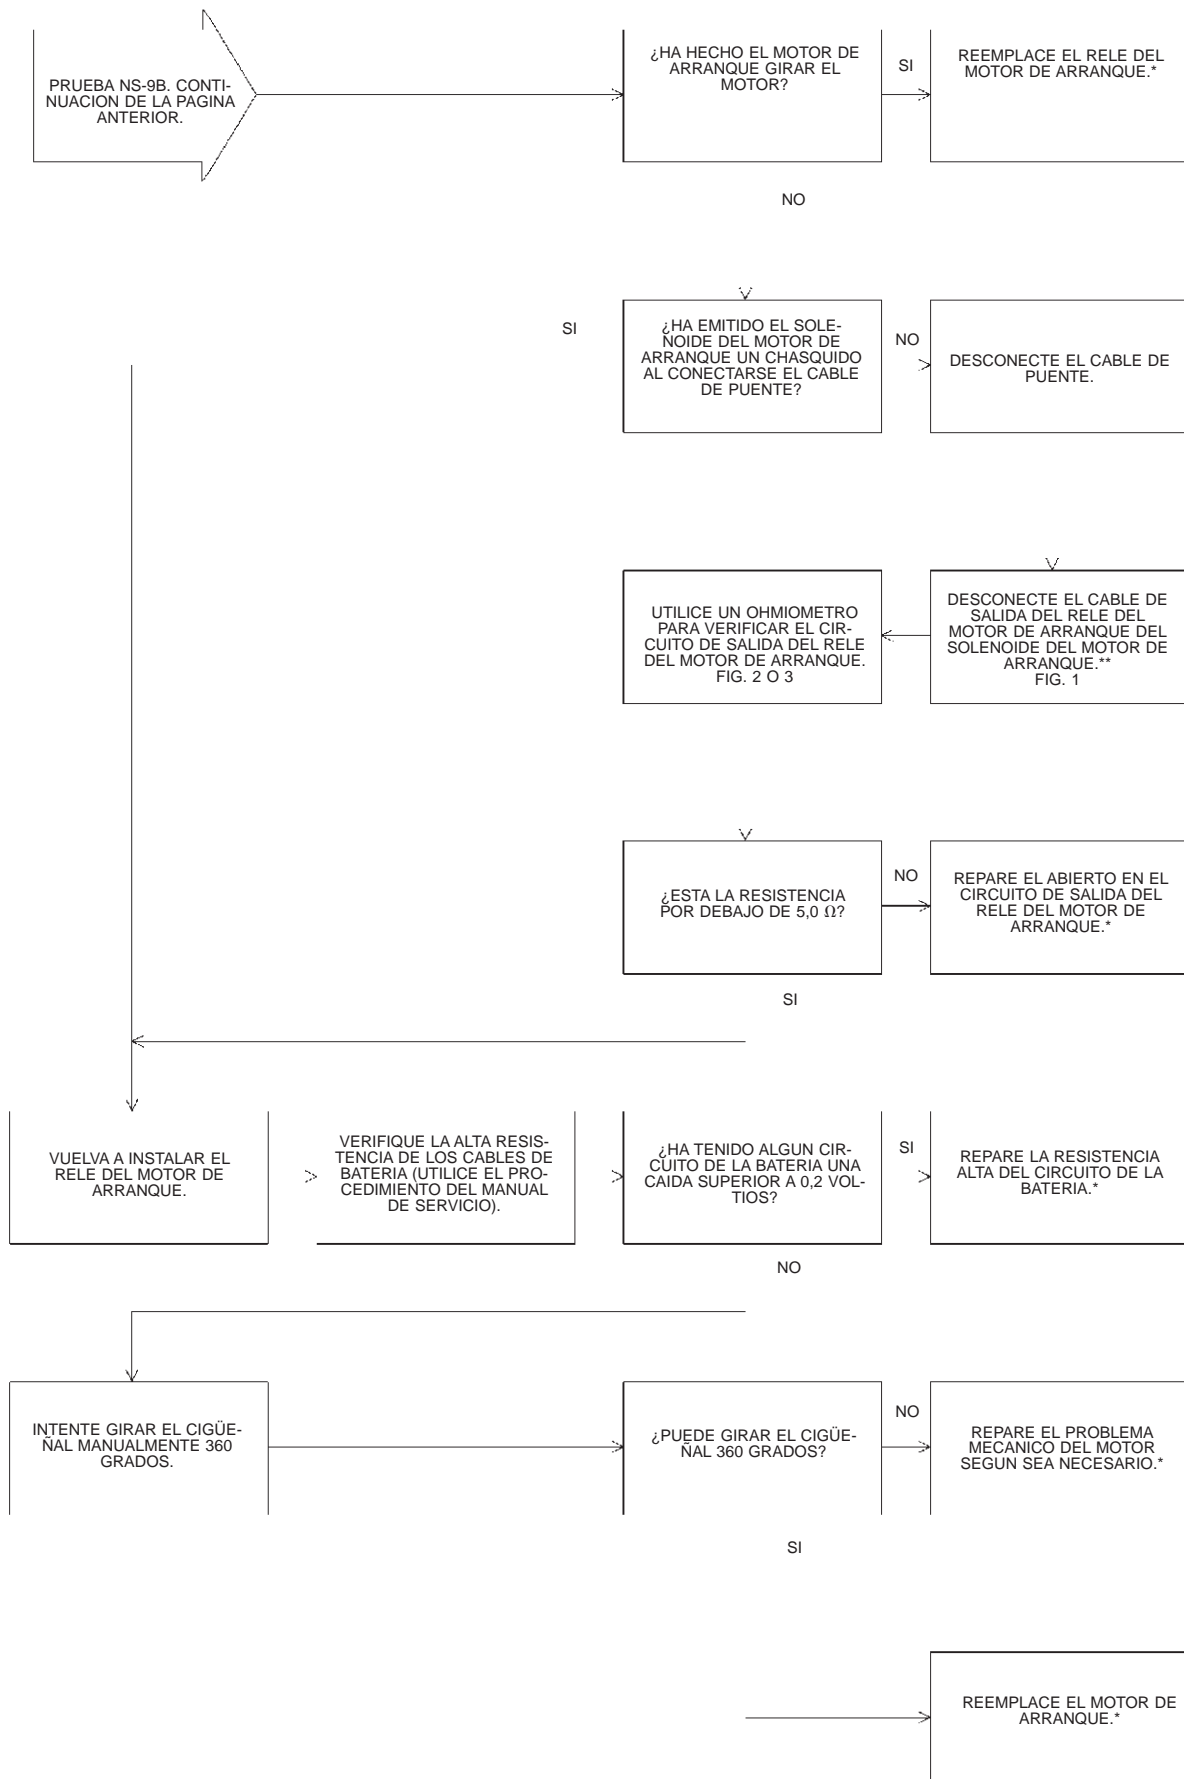 PRUEBA NS-9B. CONTI-
NUACION DE LA PAGINA
ANTERIOR.
¿HA HECHO EL MOTOR DE
ARRANQUE GIRAR EL
MOTOR?
SI
REEMPLACE EL RELE DEL
MOTOR DE ARRANQUE.*
NO
SI
¿HA EMITIDO EL SOLE-
NOIDE DEL MOTOR DE
ARRANQUE UN CHASQUIDO
AL CONECTARSE EL CABLE
DE PUENTE?
NO
DESCONECTE EL CABLE DE
PUENTE.
UTILICE UN OHMIOMETRO
PARA VERIFICAR EL CIR-
CUITO DE SALIDA DEL RELE
DEL MOTOR DE ARRANQUE.
FIG. 2 O 3
DESCONECTE EL CABLE DE
SALIDA DEL RELE DEL
MOTOR DE ARRANQUE DEL
SOLENOIDE DEL MOTOR DE
ARRANQUE.**
FIG. 1
¿ESTA LA RESISTENCIA
POR DEBAJO DE 5,0 Ω?
NO
REPARE EL ABIERTO EN EL
CIRCUITO DE SALIDA DEL
RELE DEL MOTOR DE
ARRANQUE.*
SI
VUELVA A INSTALAR EL
RELE DEL MOTOR DE
ARRANQUE.
VERIFIQUE LA ALTA RESIS-
TENCIA DE LOS CABLES DE
BATERIA (UTILICE EL PRO-
CEDIMIENTO DEL MANUAL
DE SERVICIO).
¿HA TENIDO ALGUN CIR-
CUITO DE LA BATERIA UNA
CAIDA SUPERIOR A 0,2 VOL-
TIOS?
SI
REPARE LA RESISTENCIA
ALTA DEL CIRCUITO DE LA
BATERIA.*
NO
INTENTE GIRAR EL CIGÜE-
ÑAL MANUALMENTE 360
GRADOS.
¿PUEDE GIRAR EL CIGÜE-
ÑAL 360 GRADOS?
NO
REPARE EL PROBLEMA
MECANICO DEL MOTOR
SEGUN SEA NECESARIO.*
SI
REEMPLACE EL MOTOR DE
ARRANQUE.*